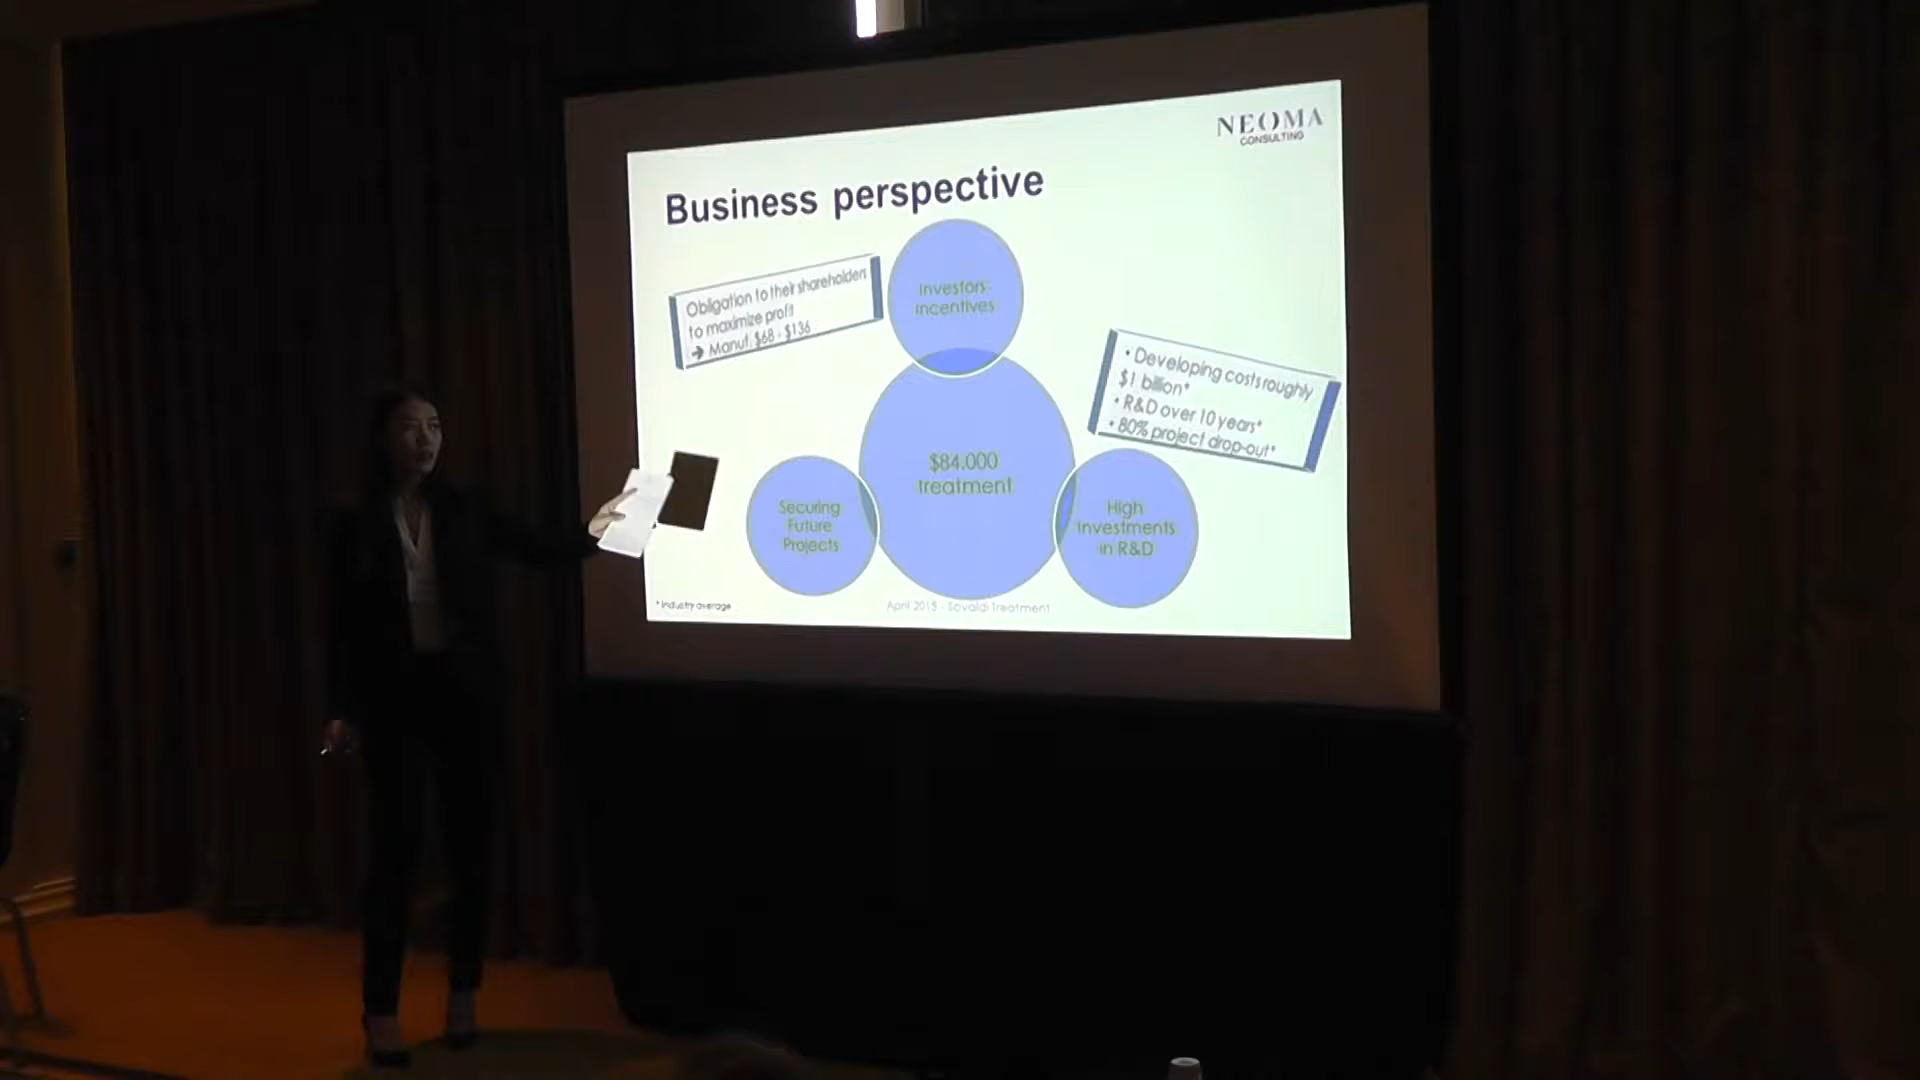 NEOMA
CONSULTING
Business perspective
Obligation to their shareholders
to maximize profit
➔ Manuf. $68 - $136
Investors
incentives
• Developing costs roughly
$1 billion*
• R&D over 10 years*
• 80% project drop-out*
$84.000
treatment
Securing
Future
Projects
High
investments
in R&D
* Industry average
April 2015 - Sovaldi Treatment